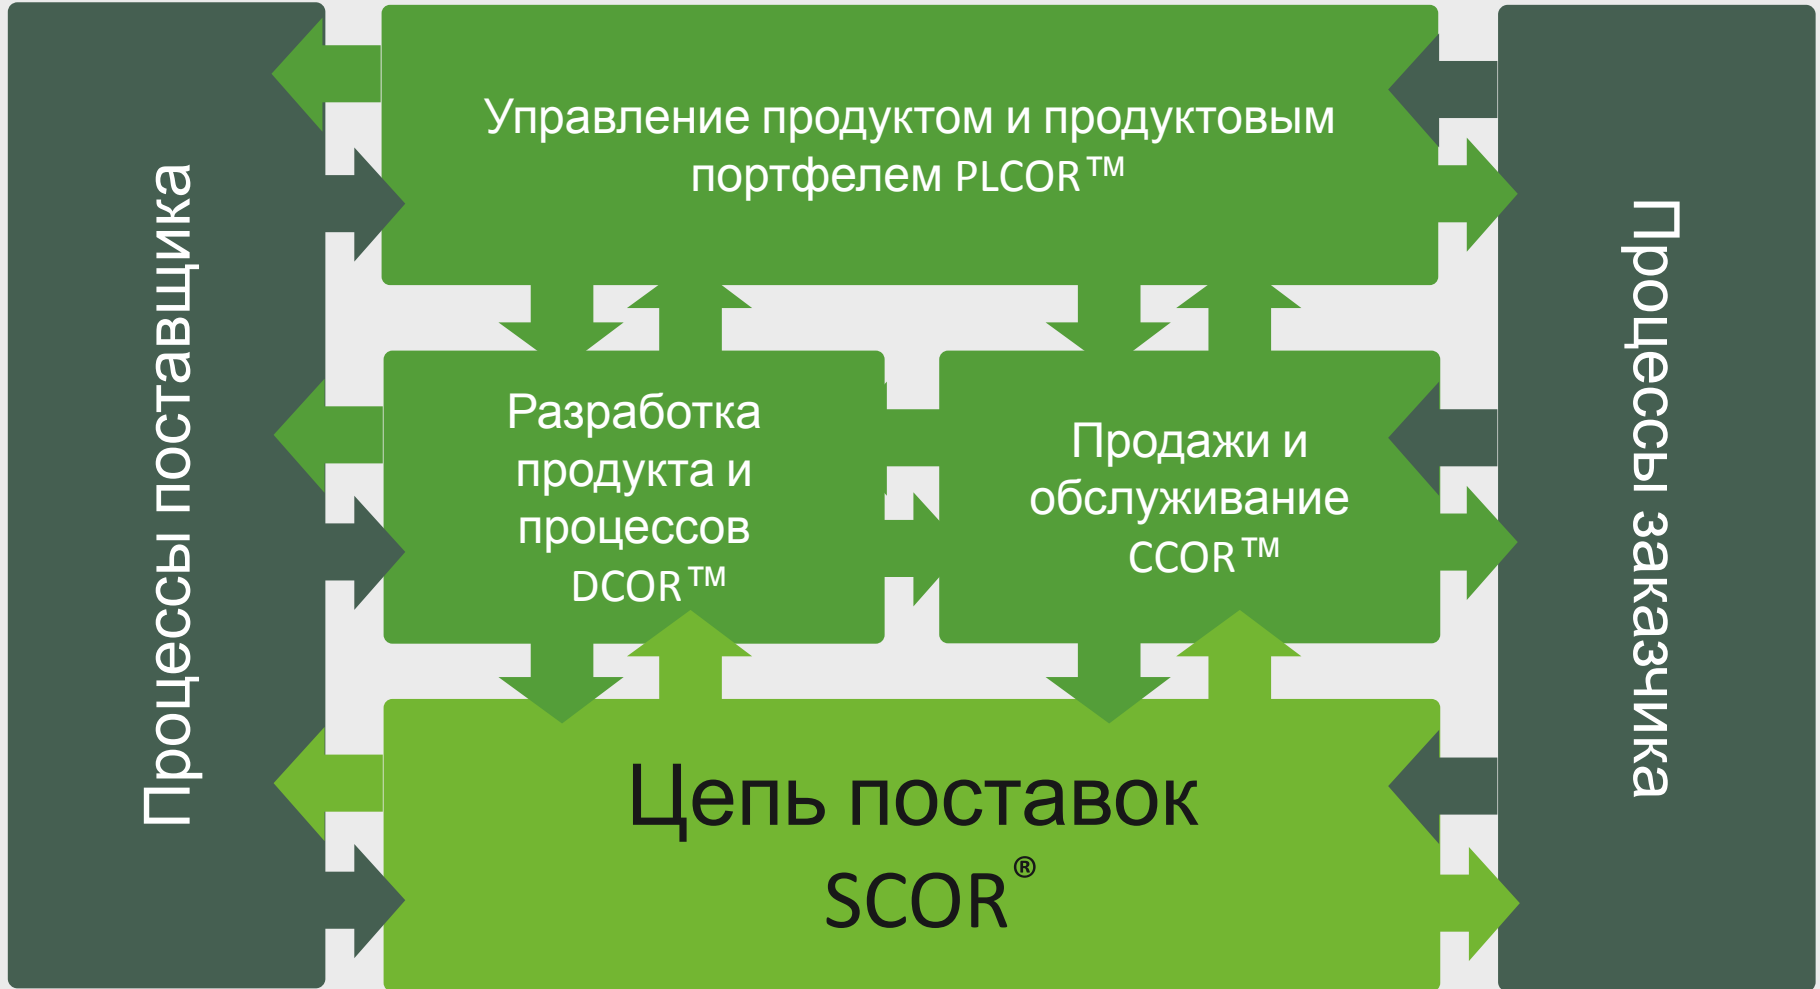 Процессы поставщика
Управление продуктом и продуктовым
портфелем PLCOR™
Разработка
продукта и
процессов
DCOR™
Продажи и
обслуживание
CCOR™
Цепь поставок
SCOR®
Процессы заказчика